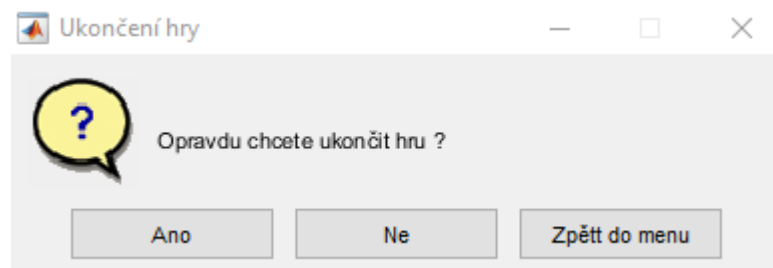 Ukončení hry
?
Opravdu chcete ukončit hru ?
Ano
Ne
Zpětt do menu